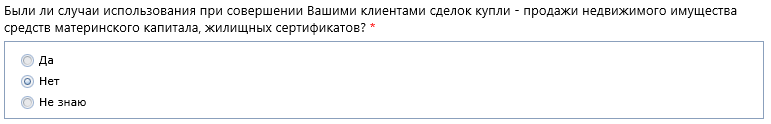 Были ли случаи использования при совершении Вашими клиентами сделок купли - продажи недвижимого имущества
средств материнского капитала, жилищных сертификатов? *
Да
Нет
Не знаю